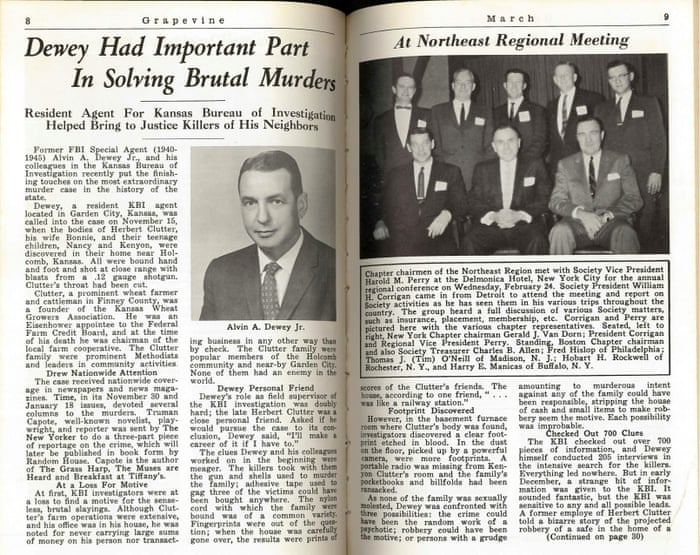 8
Grapevine
Dewey Had Important Part
In Solving Brutal Murders
Resident Agent For Kansas Bureau of Investigation
Helped Bring to Justice Killers of His Neighbors
Former FBI Special Agent (1940-
1945) Alvin A. Dewey Jr., and his
colleagues in the Kansas Bureau of
Investigation recently put the finish-
ing touches on the most extraordinary
murder case in the history of the
state.
Dewey, a resident KBI agent
located in Garden City, Kansas, was
called into the case on November 15,
when the bodies of Herbert Clutter,
his wife Bonnie, and their teenage
children, Nancy and Kenyon, were
discovered in their home near Hol-
comb, Kansas. All were bound hand
and foot and shot at close range with
blasts from a .12 gauge shotgun.
Clutter's throat had been cut.
Clutter, a prominent wheat farmer
and cattleman in Finney County,
was a founder of the Kansas Wheat
Growers Association. He was an
Eisenhower appointee to the Federal
Farm Credit Board, and at the time
of his death he was chairman of the
local farm cooperative. The Clutter
family were prominent Methodists
and leaders in community activities.
Drew Nationwide Attention
The case received nationwide cover-
age in newspapers and news maga-
zines. Time, in its November 30 and
January 18 issues, devoted several
columns to the murders. Truman
Capote, well-known novelist, play-
wright, and reporter was sent by The
New Yorker to do a three-part piece
of reportage on the crime, which will
later be published in book form by
Random House. Capote is the author
of The Grass Harp, The Muses are
Heard and Breakfast at Tiffany's.
At a Loss For Motive
At first, KBI investigators were at
a loss to find a motive for the sense-
less, brutal slayings. Although Clut-
ter's farm operations were extensive,
and his office was in his house, he was
noted for never carrying large sums
of money on his person nor transact-
Alvin A. Dewey Jr.
ing business in any other way than
by check. The Clutter family were
popular members of the Holcomb
community and near-by Garden City.
None of them had an enemy in the
world.
Dewey Personal Friend
Dewey's role as field supervisor of
the KBI investigation was doubly
hard; the late Herbert Clutter was a
close personal friend. Asked if he
would pursue the case to its con-
clusion, Dewey said, "I'll make a
career of it if I have to."
The clues Dewey and his colleagues
worked on in the beginning were
meager. The killers took with them
the gun and shells used to murder
the family; adhesive tape used to
gag three of the victims could have
been bought anywhere. The nylon
cord with which the family were
bound was of a common variety.
Fingerprints were out of the ques-
tion; when the house was carefully
gone over, the results were prints of
March
9
At Northeast Regional Meeting
Chapter chairmen of the Northeast Region met with Society Vice President
Harold M. Perry at the Delmonica Hotel, New York City for the annual
regional conference on Wednesday, February 24. Society President William
H. Corrigan came in from Detroit to attend the meeting and report on
Society activities as he has seen them in his various trips throughout the
country. The group heard a full discussion of various Society matters,
such as insurance, placement, membership, etc. Corrigan and Perry are
pictured here with the various chapter representatives. Seated, left to
right, New York Chapter chairman Gerald J. Van Dorn; President Corrigan
and Regional Vice President Perry. Standing, Boston Chapter chairman
and also Society Treasurer Charles B. Allen; Fred Hislop of Philadelphia;
Thomas J. (Tim) O'Neill of Madison, N. J.; Hobart H. Rockwell of
Rochester, N. Y., and Harry E. Manicas of Buffalo, N. Y.
scores of the Clutter's friends. The
house, according to one friend, ". . .
was like a railway station."
Footprint Discovered
However, in the basement furnace
room where Clutter's body was found,
investigators discovered a clear foot-
print etched in blood. In the dust
on the floor, picked up by a powerful
camera, were more footprints. A
portable radio was missing from Ken-
yon Clutter's room and the family's
pocketbooks and billfolds had been
ransacked.
As none of the family was sexually
molested, Dewey was confronted with
three possibilities: the crime could
have been the random work of a
psychotic; robbery could have been
the motive; or persons with a grudge
amounting to murderous intent
against any of the family could have
been responsible, stripping the house
of cash and small items to make rob-
bery seem the motive. Each possibility
was improbable.
Checked Out 700 Clues
The KBI checked out over 700
pieces of information, and Dewey
himself conducted 205 interviews in
the intensive search for the killers.
Everything led nowhere. But in early
December, a strange bit of infor-
mation was given to the KBI. It
sounded fantastic, but the KBI was
sensitive to any and all possible leads.
A former employe of Herbert Clutter
told a bizarre story of the projected
robbery of a safe in the home of a
(Continued on page 30)